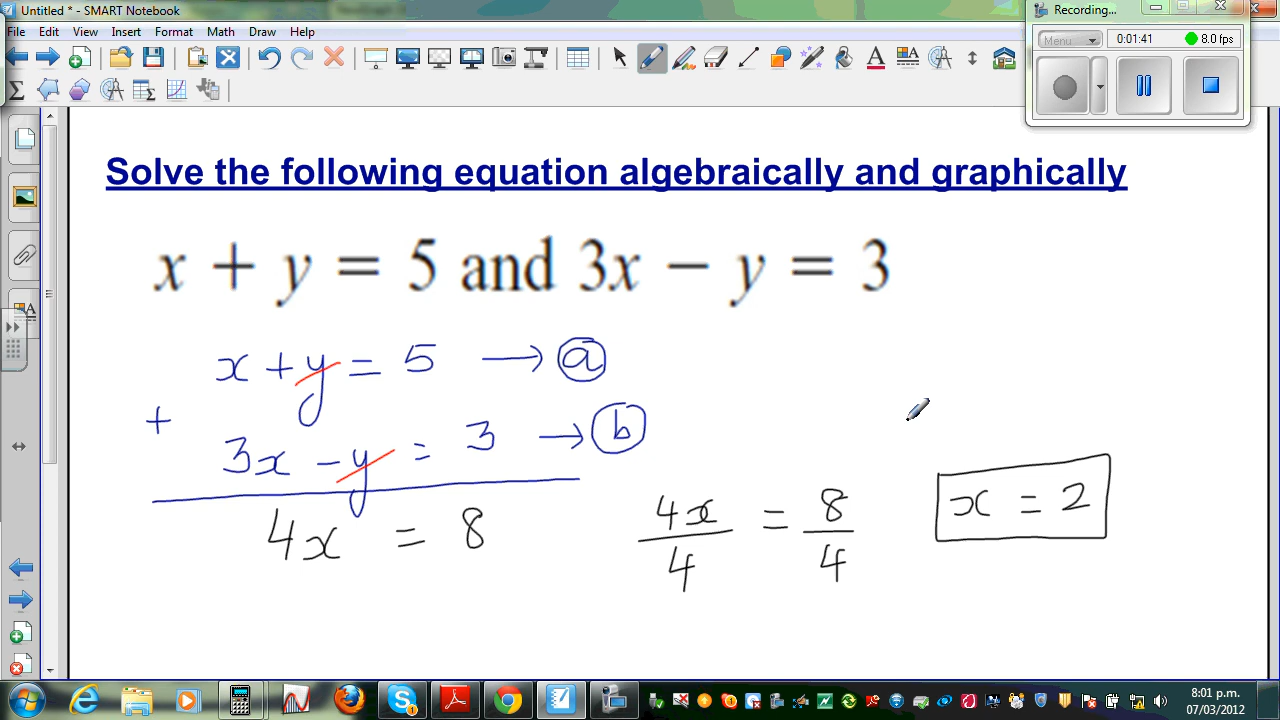 Untitled * - SMART Notebook
Recording...
File Edit View Insert Format Math Draw Help
Menu
0:01:41
8.0 fps
Solve the following equation algebraically and graphically
x + y = 5 and 3x − y = 3
x + y = 5 → a
+
3x − y = 3 → b
4x = 8
4x/4 = 8/4
x = 2
8:01 p.m.
07/03/2012